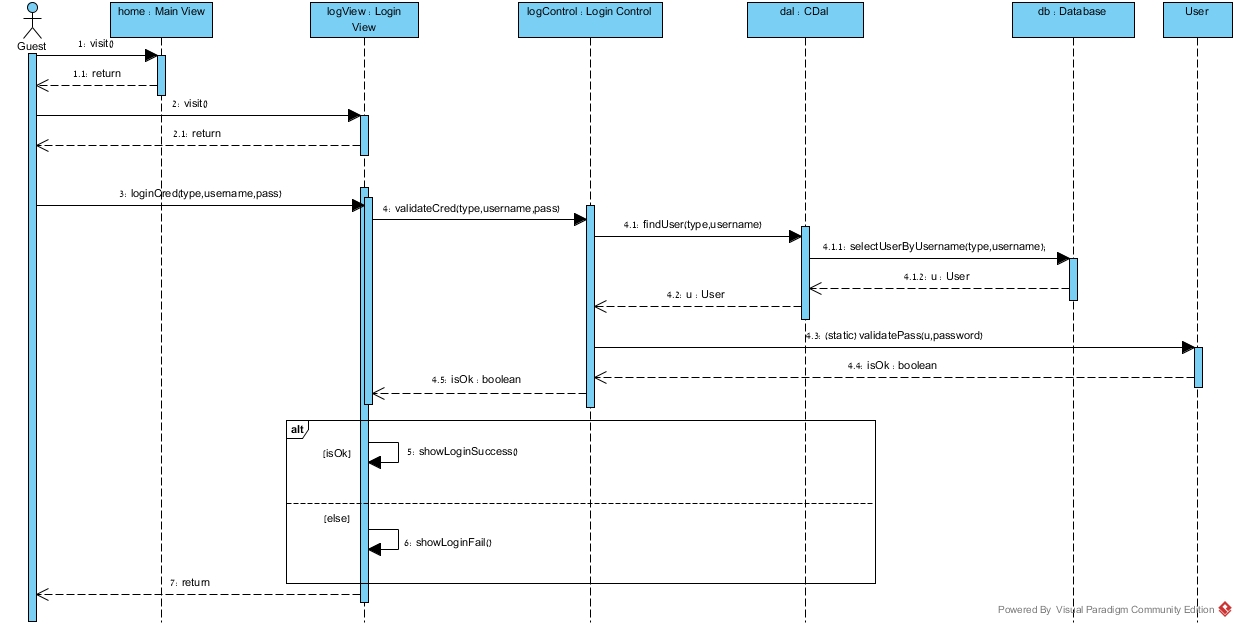 home : Main View
logView : Login
View
logControl : Login Control
dal : CDal
db : Database
User
Guest
1: visit()
1.1: return
2: visit()
2.1: return
3: loginCred(type,username,pass)
4: validateCred(type,username,pass)
4.1: findUser(type,username)
4.1.1: selectUserByUsername(type,username);
4.1.2: u : User
4.2: u : User
4.3: (static) validatePass(u,password)
4.4: isOk : boolean
4.5: isOk : boolean
alt
[isOk]
5: showLoginSuccess()
[else]
6: showLoginFail()
7: return
Powered By Visual Paradigm Community Edition